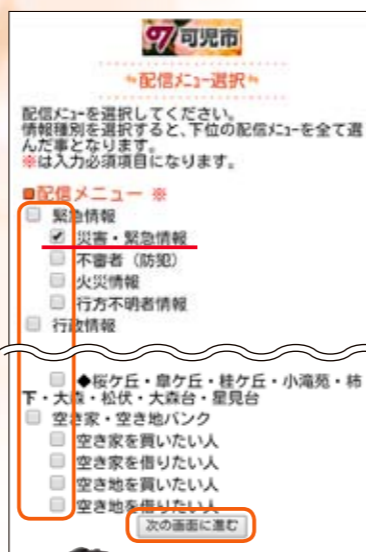 可児市
配信ﾒﾆｭｰ選択
配信ﾒﾆｭｰを選択してください。
情報種別を選択すると、下位の配信ﾒﾆｭｰを全て選
んだ事となります。
※は入力必須項目になります。
■配信メニュー ※
緊急情報
災害・緊急情報
不審者（防犯）
火災情報
行方不明者情報
行政情報
◆桜ケ丘・皐ケ丘・桂ケ丘・小滝苑・柿
下・大森・松伏・大森台・星見台
空き家・空き地バンク
空き家を買いたい人
空き家を借りたい人
空き地を買いたい人
空き地を借りたい人
次の画面に進む